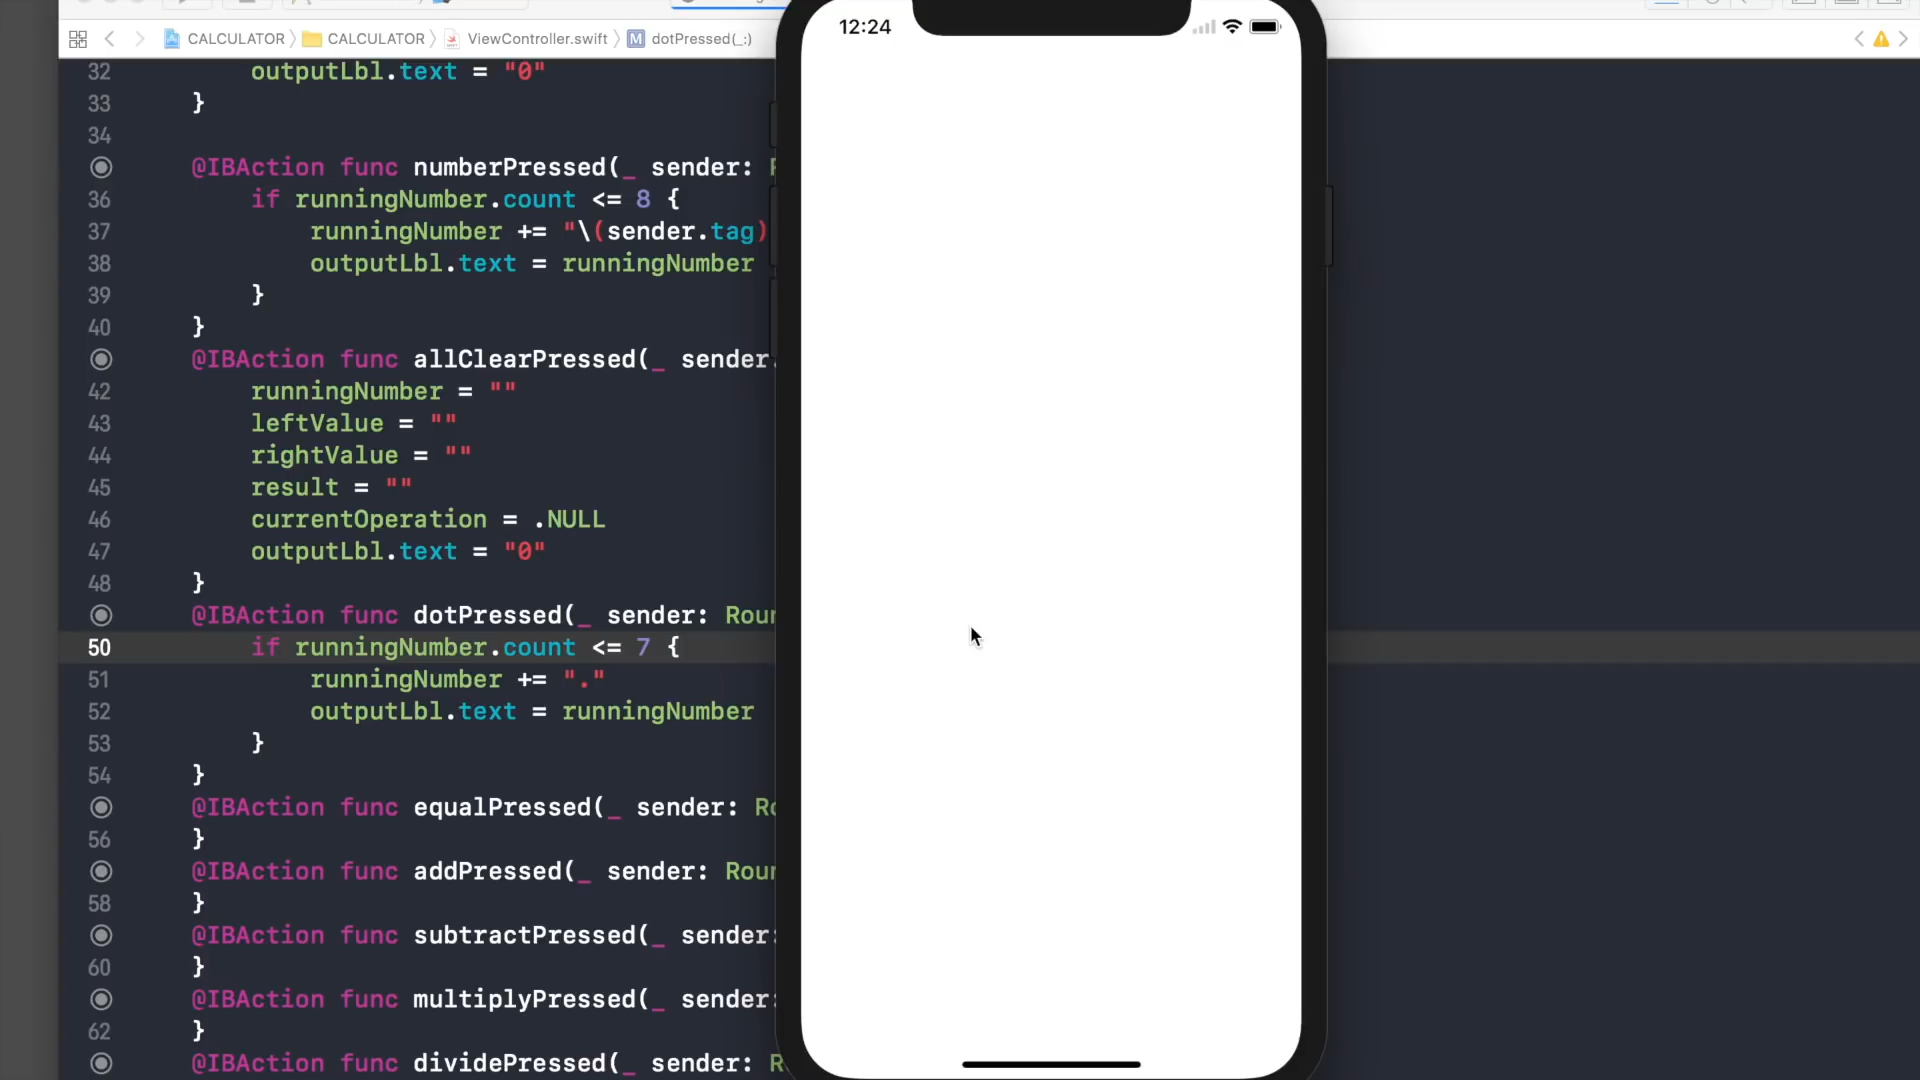 CALCULATOR CALCULATOR ViewController.swift M dotPressed(_:)
12:24
32 outputLbl.text = "0"
33 }
34
@IBAction func numberPressed(_ sender:
36 if runningNumber.count <= 8 {
37 runningNumber += "\(sender.tag)
38 outputLbl.text = runningNumber
39 }
40 }
@IBAction func allClearPressed(_ sender
42 runningNumber = ""
43 leftValue = ""
44 rightValue = ""
45 result = ""
46 currentOperation = .NULL
47 outputLbl.text = "0"
48 }
@IBAction func dotPressed(_ sender: Roun
50 if runningNumber.count <= 7 {
51 runningNumber += "."
52 outputLbl.text = runningNumber
53 }
54 }
@IBAction func equalPressed(_ sender: Ro
56 }
@IBAction func addPressed(_ sender: Roun
58 }
@IBAction func subtractPressed(_ sender:
60 }
@IBAction func multiplyPressed(_ sender:
62 }
@IBAction func dividePressed(_ sender: R